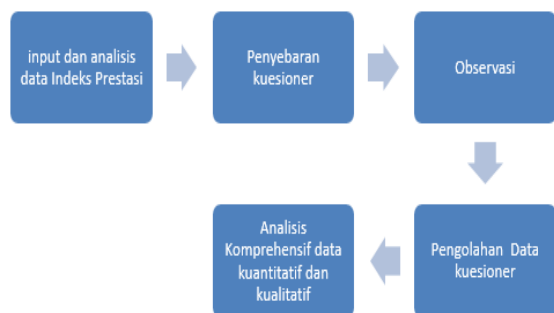 input dan analisis
data Indeks Prestasi
Penyebaran
kuesioner
Observasi
Pengolahan Data
kuesioner
Analisis
Komprehensif data
kuantitatif dan
kualitatif